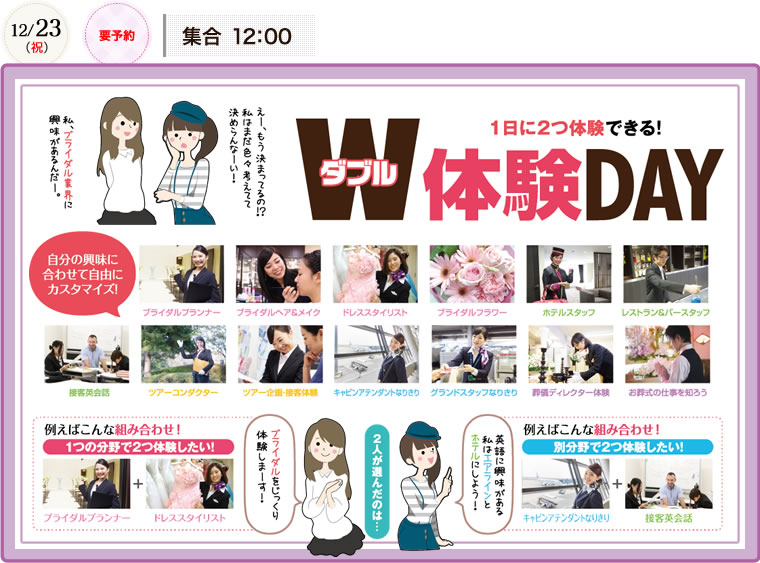 12/23
(祝)
要予約
集合 12:00
私、ブライダル業界に
興味があるんだー。
えー、もう決まってるの!?
私はまだ色々考えてて
決めらんなーい!
1日に2つ体験できる!
W
ダブル
体験DAY
自分の興味に
合わせて自由に
カスタマイズ!
ブライダルプランナー
ブライダルヘア&メイク
ドレススタイリスト
ブライダルフラワー
ホテルスタッフ
レストラン&バースタッフ
接客英会話
ツアーコンダクター
ツアー企画・接客体験
キャビンアテンダントなりきり
グランドスタッフなりきり
葬儀ディレクター体験
お葬式の仕事を知ろう
例えばこんな組み合わせ!
1つの分野で2つ体験したい!
ブライダルプランナー
+
ドレススタイリスト
ブライダルをじっくり
体験しまーす!
2人が選んだのは…
英語に興味がある
私はエアラインと
ホテルにしよう!
例えばこんな組み合わせ!
別分野で2つ体験したい!
キャビンアテンダントなりきり
+
接客英会話